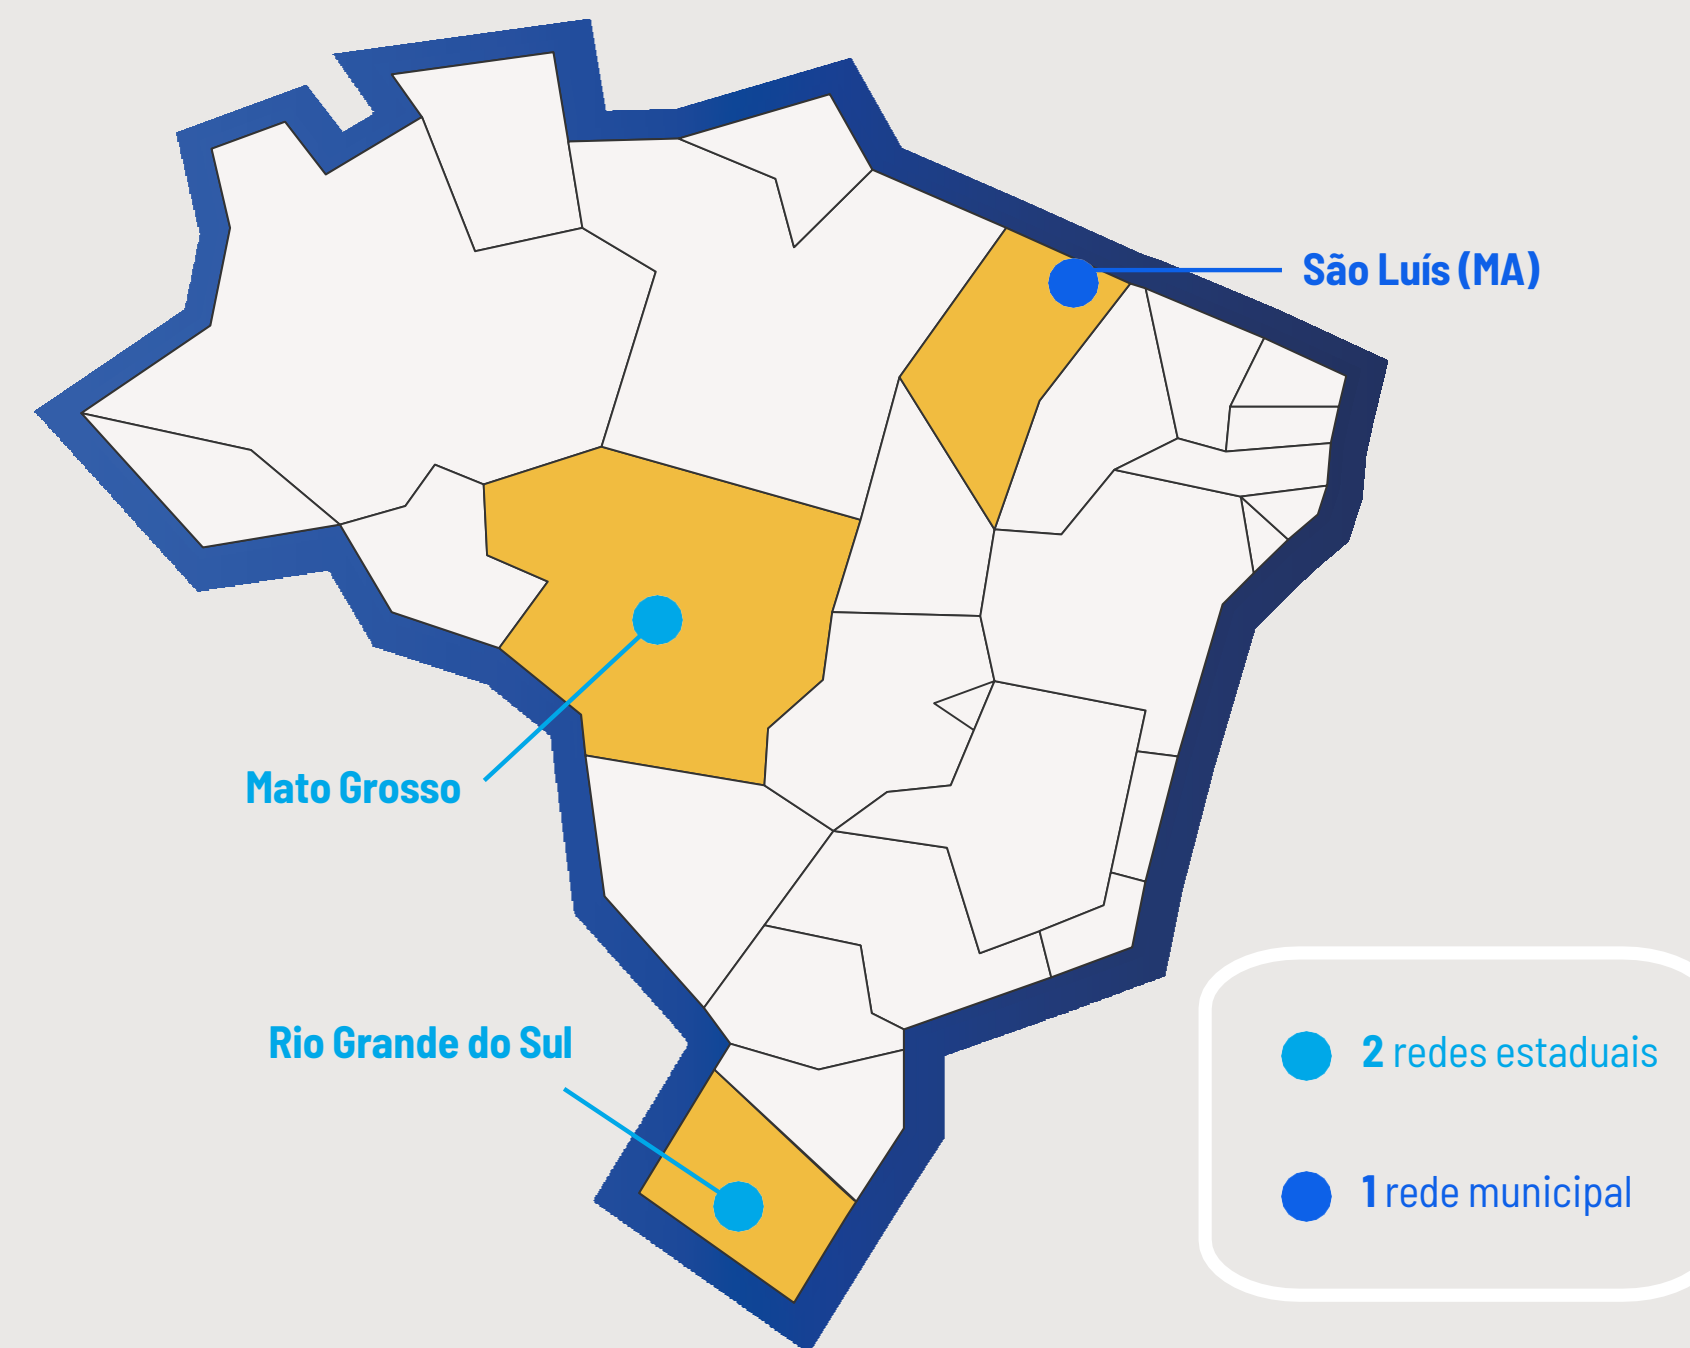 São Luís (MA)
Mato Grosso
Rio Grande do Sul
2 redes estaduais
1 rede municipal